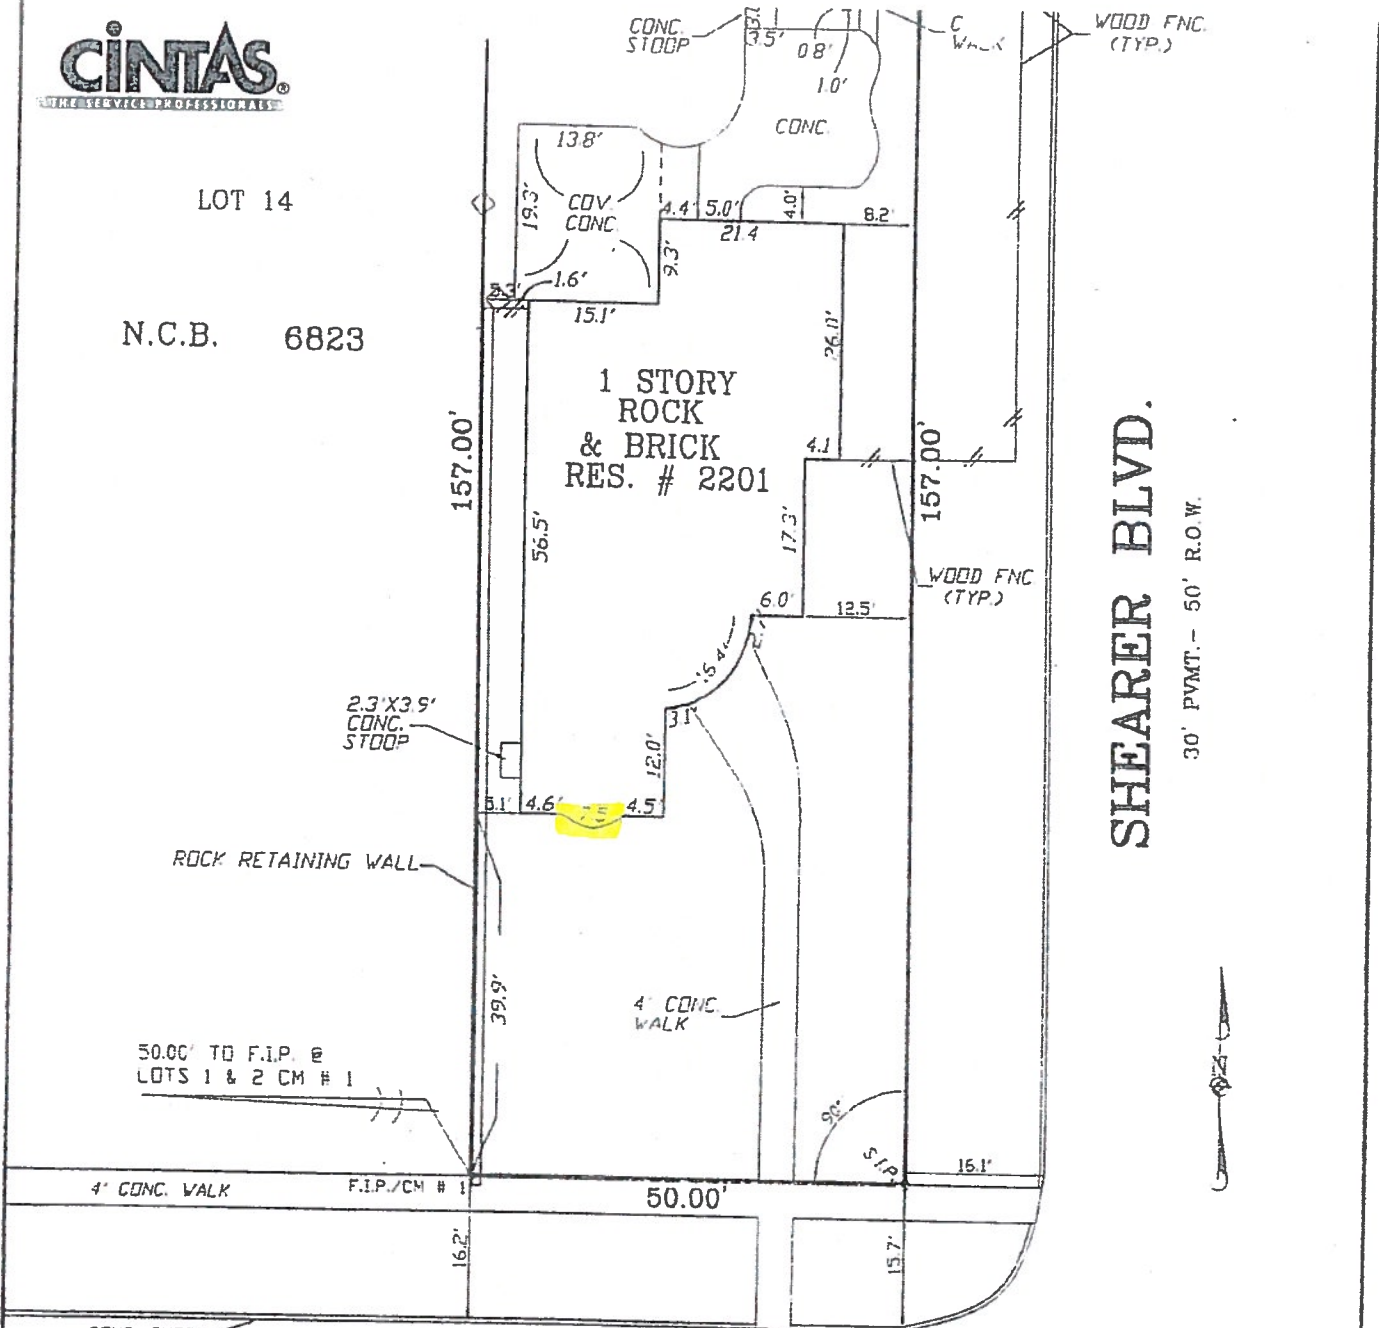 CiNTAS®
THE SERVICE PROFESSIONALS
CONC.
STOOP
3.5'
0.8'
1.0'
C
WALK
WOOD FNC.
(TYP.)
CONC.
13.8'
LOT 14
19.3'
COV.
CONC.
4.4'
5.0'
4.0'
8.2'
21.4
9.3'
1.6'
15.1'
N.C.B. 6823
26.0'
1 STORY
ROCK
& BRICK
RES. # 2201
4.1
157.00'
157.00'
56.5'
17.3'
SHEARER BLVD.
30' PVMT.- 50' R.O.W.
WOOD FNC
(TYP.)
6.0'
12.5'
2.3'X3.9'
CONC.
STOOP
3.1'
12.0'
5.1'
4.6'
4.5'
ROCK RETAINING WALL
39.9'
4' CONC.
WALK
50.00' TO F.I.P. @
LOTS 1 & 2 CM # 1
90°
S.I.P.
16.1'
4' CONC. WALK
F.I.P./CM # 1
50.00'
16.2'
15.7'